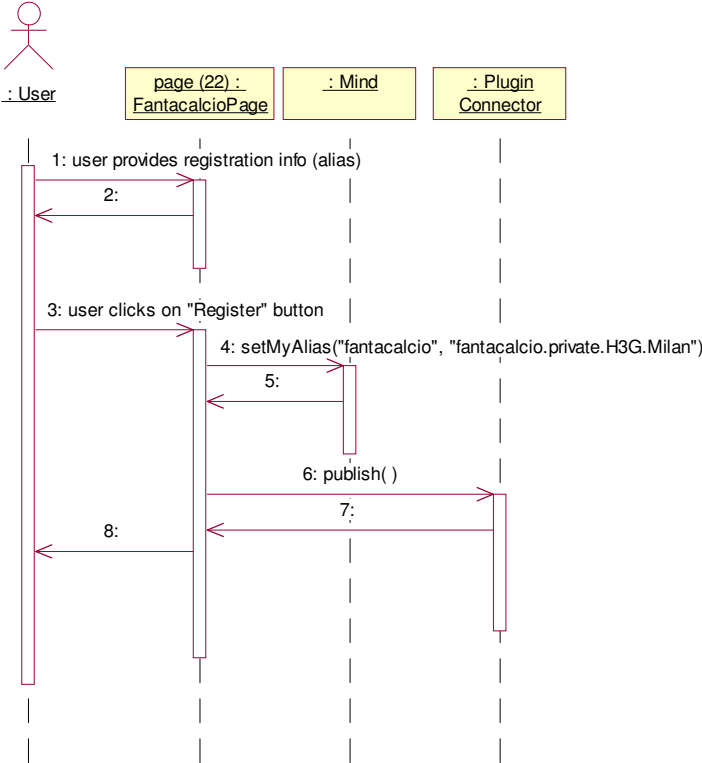 : User
page (22) :
FantacalcioPage
: Mind
: Plugin
Connector
1: user provides registration info (alias)
2:
3: user clicks on "Register" button
4: setMyAlias("fantacalcio", "fantacalcio.private.H3G.Milan")
5:
6: publish( )
7:
8: